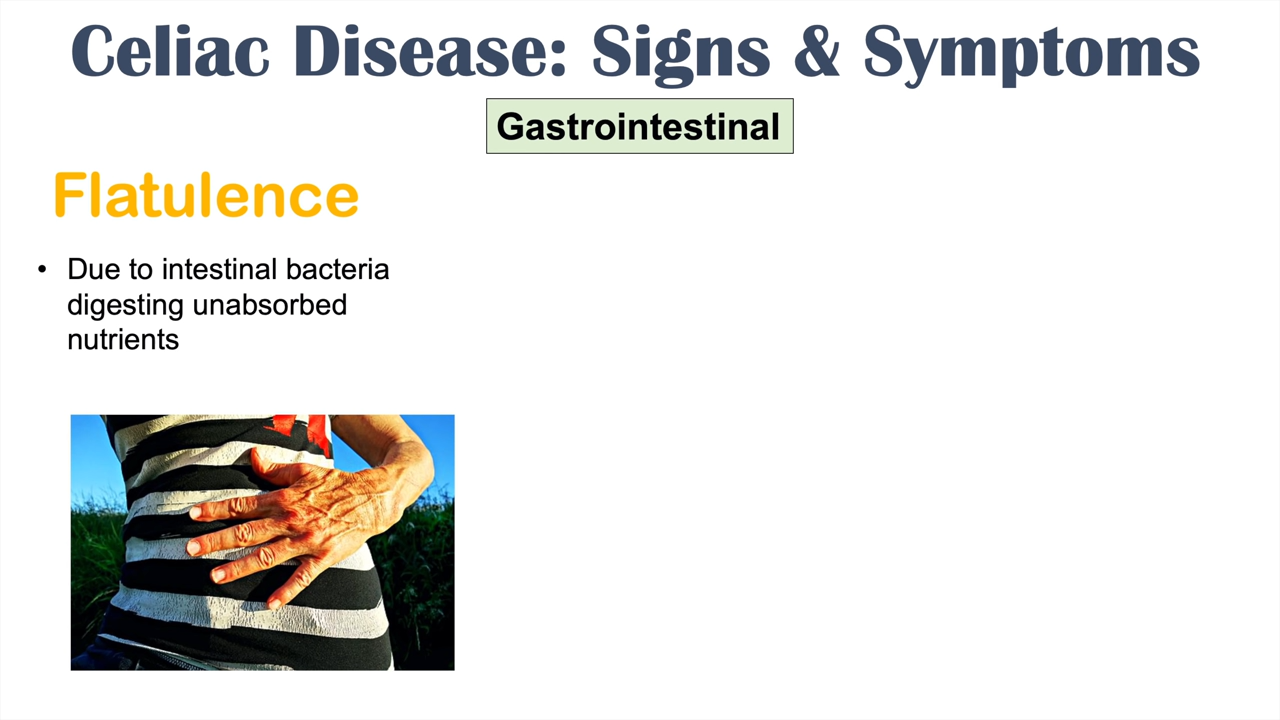 Celiac Disease: Signs & Symptoms
Gastrointestinal
Flatulence
• Due to intestinal bacteria
digesting unabsorbed
nutrients